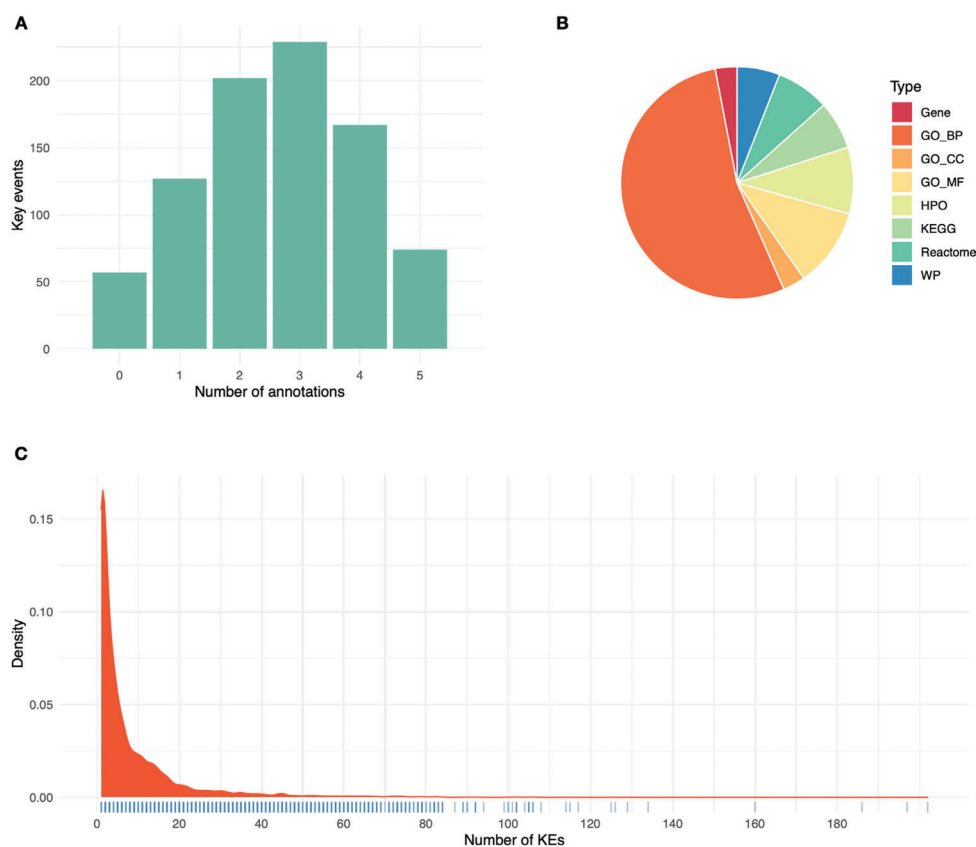 A
Key events
200
150
100
50
0
0 1 2 3 4 5
Number of annotations
B
Type
Gene
GO_BP
GO_CC
GO_MF
HPO
KEGG
Reactome
WP
C
Density
0.15
0.10
0.05
0.00
0 20 40 60 80 100 120 140 160 180
Number of KEs